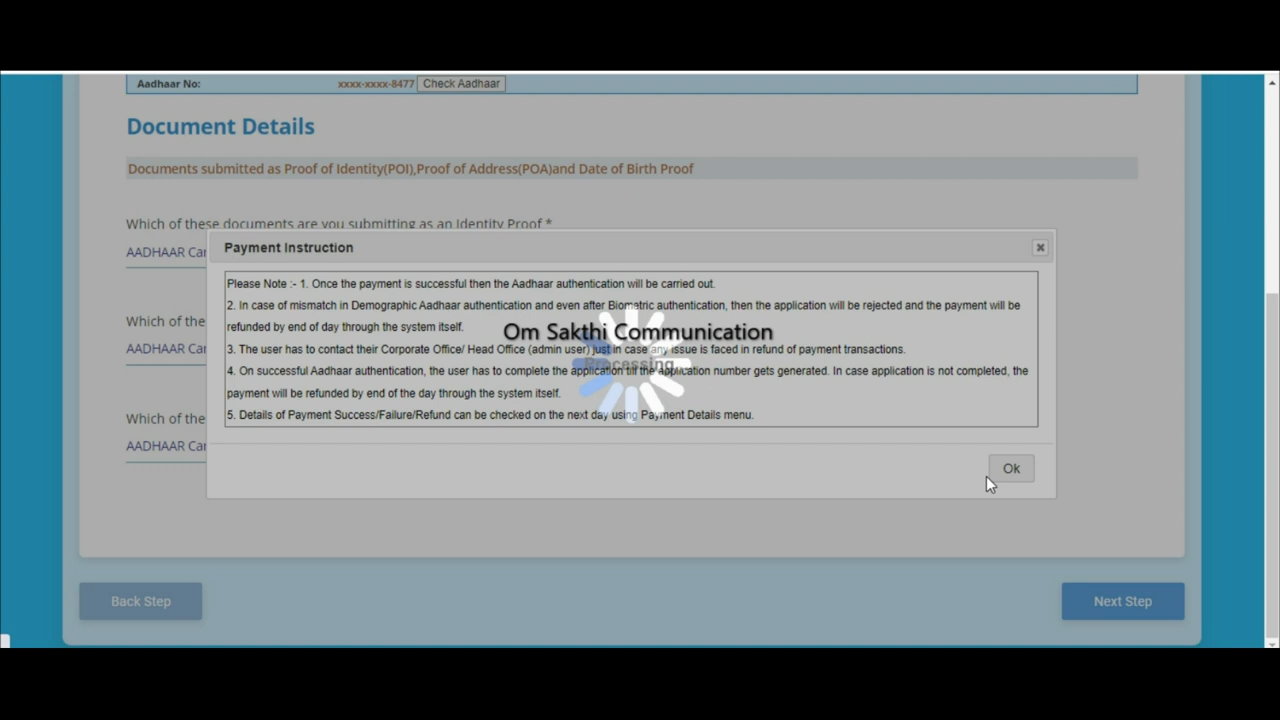 Aadhaar No: xxxx-xxxx-8477 Check Aadhaar
Document Details
Documents submitted as Proof of Identity(POI),Proof of Address(POA)and Date of Birth Proof
Which of these documents are you submitting as an Identity Proof *
AADHAAR Car
Payment Instruction
Please Note :- 1. Once the payment is successful then the Aadhaar authentication will be carried out.
2. In case of mismatch in Demographic Aadhaar authentication and even after Biometric authentication, then the application will be rejected and the payment will be
refunded by end of day through the system itself.
Om Sakthi Communication
3. The user has to contact their Corporate Office/ Head Office (admin user) just in case any issue is faced in refund of payment transactions.
Processing
4. On successful Aadhaar authentication, the user has to complete the application till the application number gets generated. In case application is not completed, the
payment will be refunded by end of the day through the system itself.
5. Details of Payment Success/Failure/Refund can be checked on the next day using Payment Details menu.
Ok
Which of the
AADHAAR Car
Which of the
AADHAAR Car
Back Step
Next Step